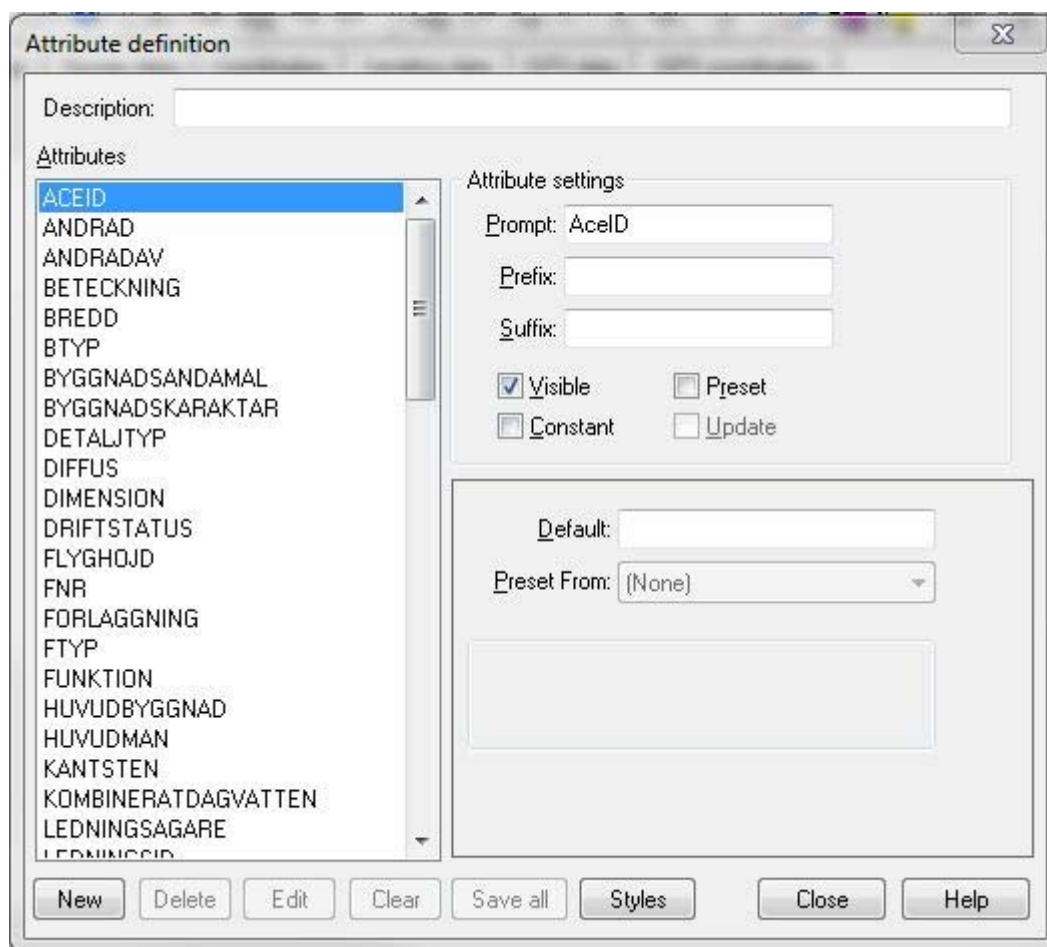 Attribute definition
Description:
Attributes
ACEID
ANDRAD
ANDRADAV
BETECKNING
BREDD
BTYP
BYGGNADSANDAMAL
BYGGNADSKARAKTAR
DETALJTYP
DIFFUS
DIMENSION
DRIFTSTATUS
FLYGHOJD
FNR
FORLAGGNING
FTYP
FUNKTION
HUVUDBYGGNAD
HUVUDMAN
KANTSTEN
KOMBINERATDAGVATTEN
LEDNINGSAGARE
LEDNINGSID
Attribute settings
Prompt: AceID
Prefix:
Suffix:
Visible Preset
Constant Update
Default:
Preset From: (None)
New Delete Edit Clear Save all Styles Close Help